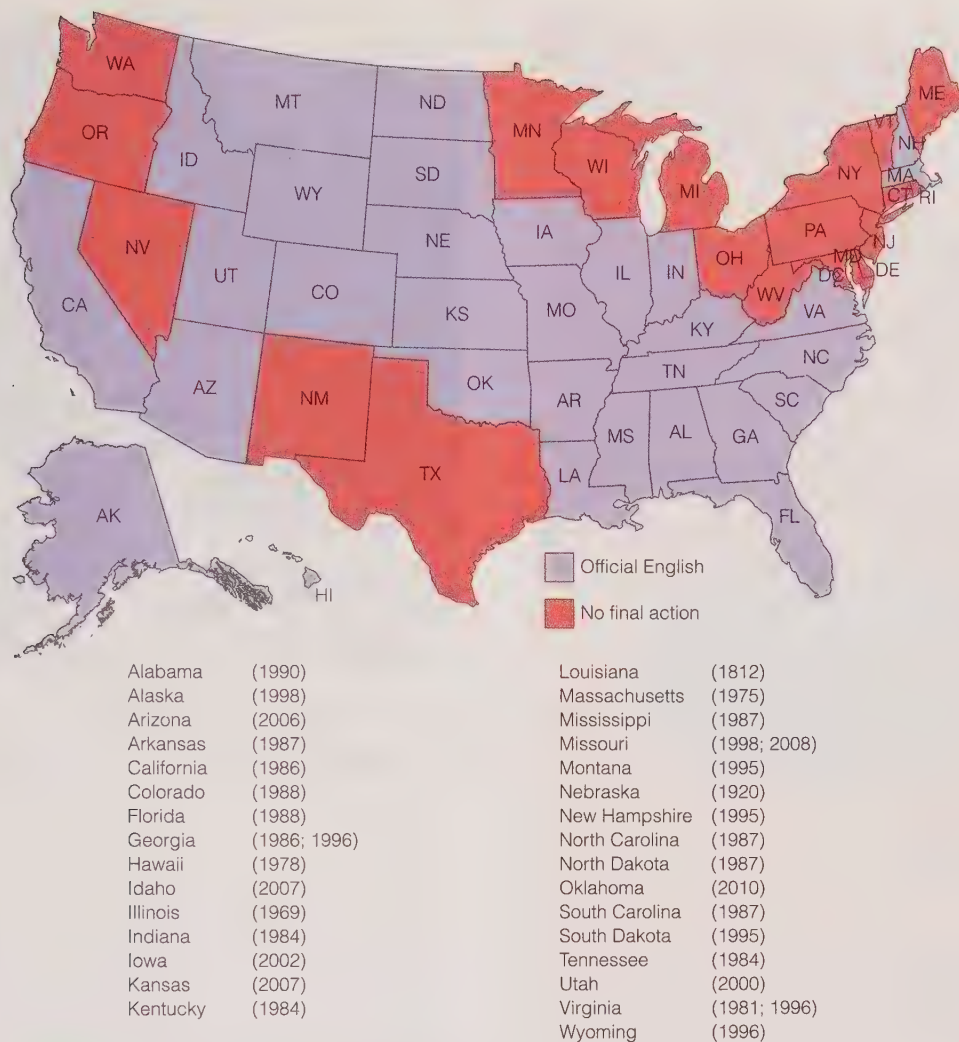 WA
OR
ID
MT
WY
NV
UT
CO
CA
AZ
NM
ND
SD
NE
KS
OK
TX
MN
WI
MI
IA
IL
IN
MO
AR
LA
MS
AL
GA
FL
TN
KY
OH
WV
VA
NC
SC
PA
NY
VT
NH
ME
MA
CT
RI
NJ
DE
MD
DC
AK
HI
Official English
No final action
Alabama (1990)
Alaska (1998)
Arizona (2006)
Arkansas (1987)
California (1986)
Colorado (1988)
Florida (1988)
Georgia (1986; 1996)
Hawaii (1978)
Idaho (2007)
Illinois (1969)
Indiana (1984)
Iowa (2002)
Kansas (2007)
Kentucky (1984)
Louisiana (1812)
Massachusetts (1975)
Mississippi (1987)
Missouri (1998; 2008)
Montana (1995)
Nebraska (1920)
New Hampshire (1995)
North Carolina (1987)
North Dakota (1987)
Oklahoma (2010)
South Carolina (1987)
South Dakota (1995)
Tennessee (1984)
Utah (2000)
Virginia (1981; 1996)
Wyoming (1996)